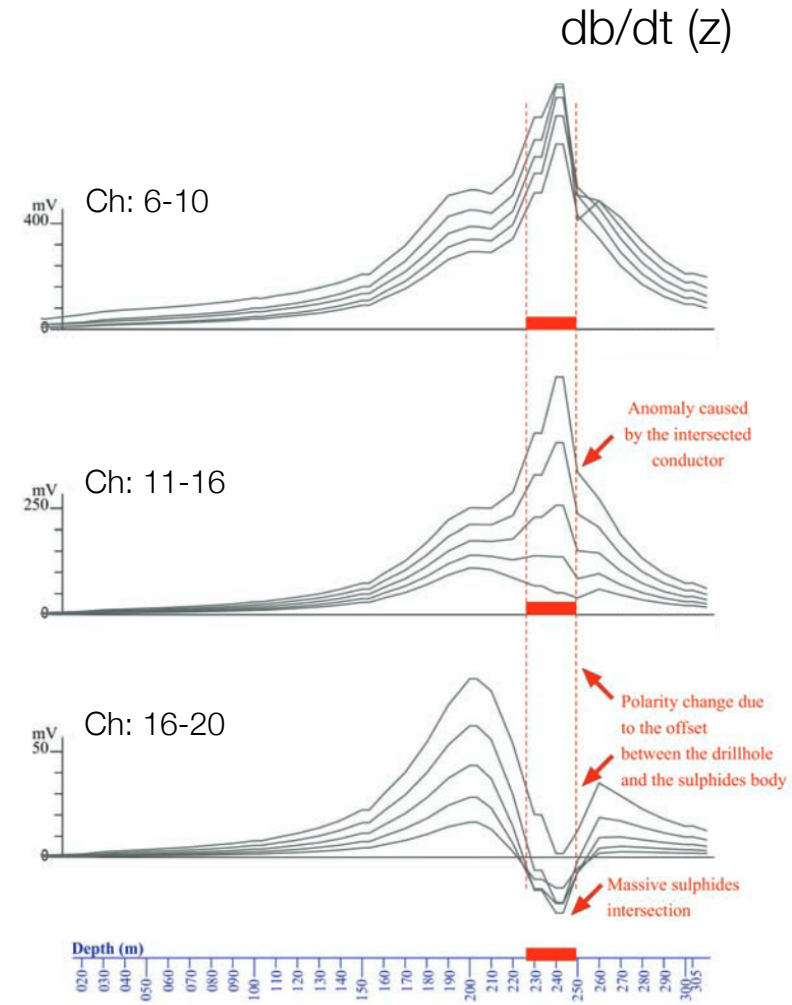 db/dt (z)
mV
400
0
Ch: 6-10
mV
250
0
Ch: 11-16
Anomaly caused
by the intersected
conductor
mV
50
0
Ch: 16-20
Polarity change due
to the offset
between the drillhole
and the sulphides body
Massive sulphides
intersection
Depth (m)
020 030 040 050 060 070 080 090 100 110 120 130 140 150 160 170 180 190 200 210 220 230 240 250 260 270 280 290 300 305